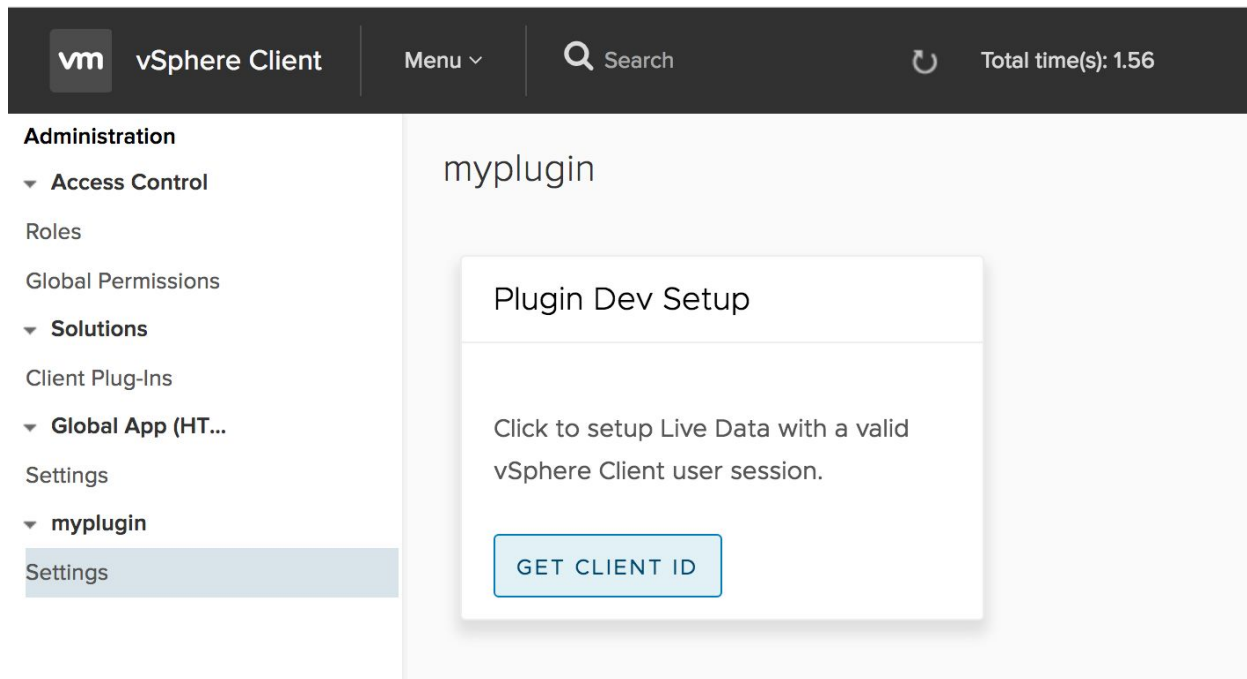 vm vSphere Client Menu Search Total time(s): 1.56
Administration
Access Control
Roles
Global Permissions
Solutions
Client Plug-Ins
Global App (HT...
Settings
myplugin
Settings
myplugin
Plugin Dev Setup
Click to setup Live Data with a valid
vSphere Client user session.
GET CLIENT ID